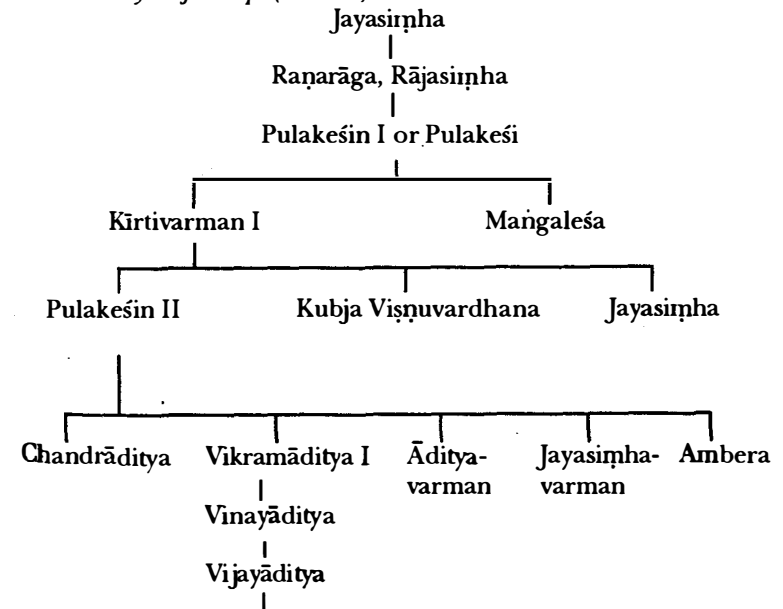 Jayasiṃha
Raṇarāga, Rājasiṃha
Pulakeśin I or Pulakeśi
Kīrtivarman I Maṅgaleśa
Pulakeśin II Kubja Viṣṇuvardhana Jayasiṃha
Chandrāditya Vikramāditya I Āditya- Jayasiṃha- Ambera
varman varman
Vinayāditya
Vijayāditya